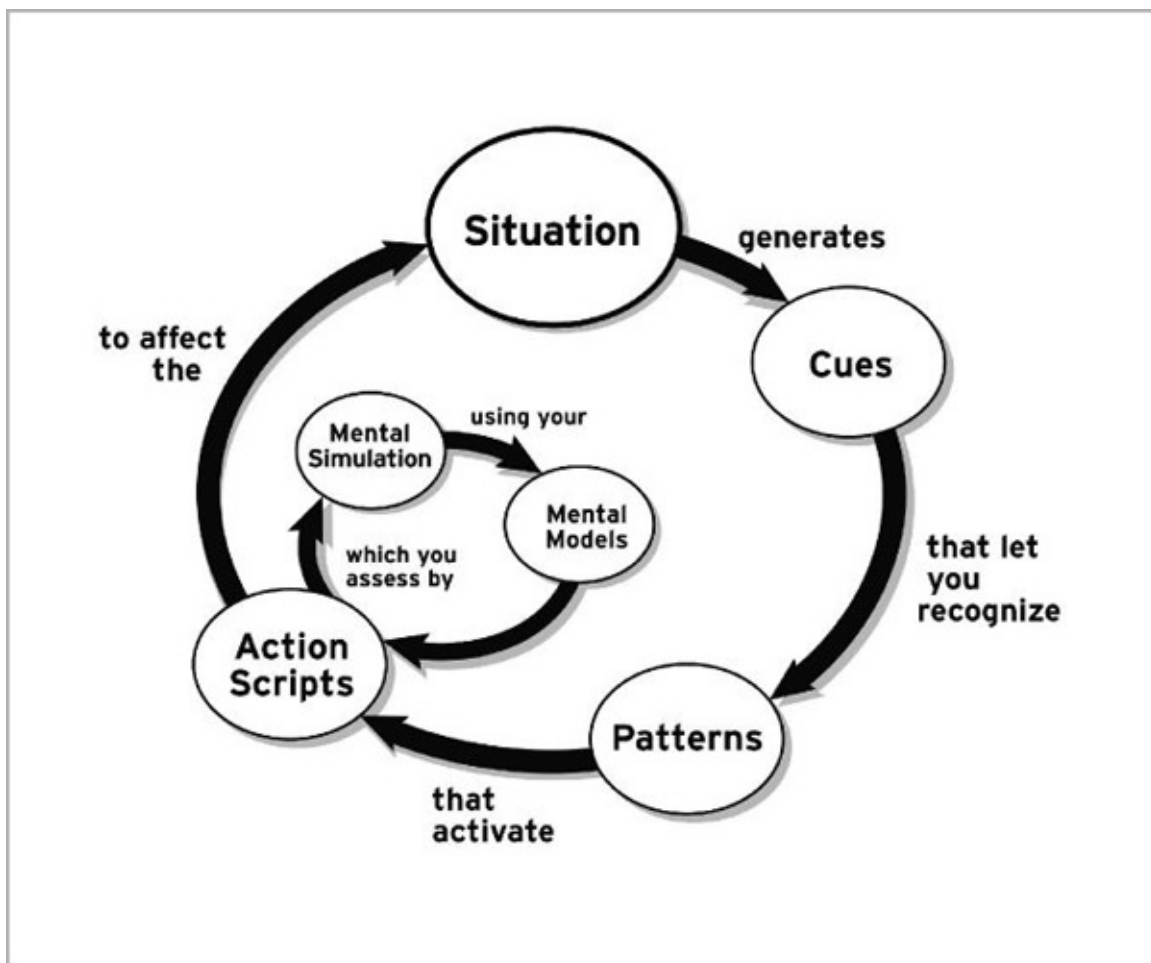 Situation
generates
Cues
that let
you
recognize
Patterns
that
activate
Action
Scripts
which you
assess by
Mental
Simulation
using your
Mental
Models
to affect
the